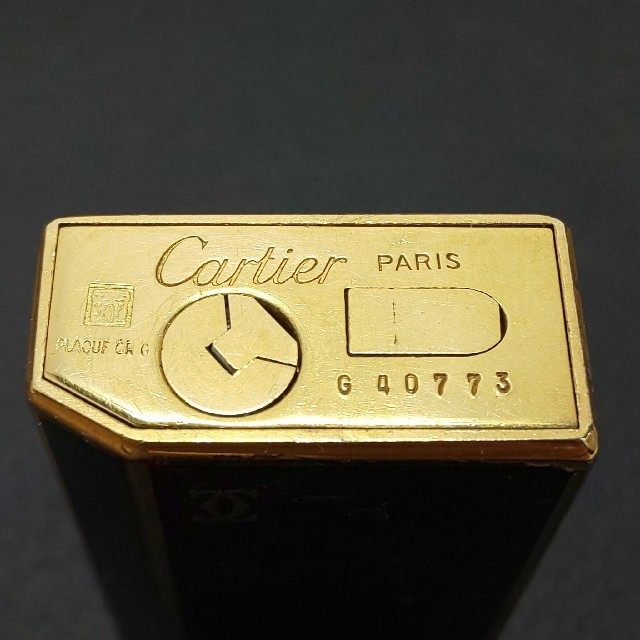 Cartier PARIS
PLAQUE OR G
G 40773